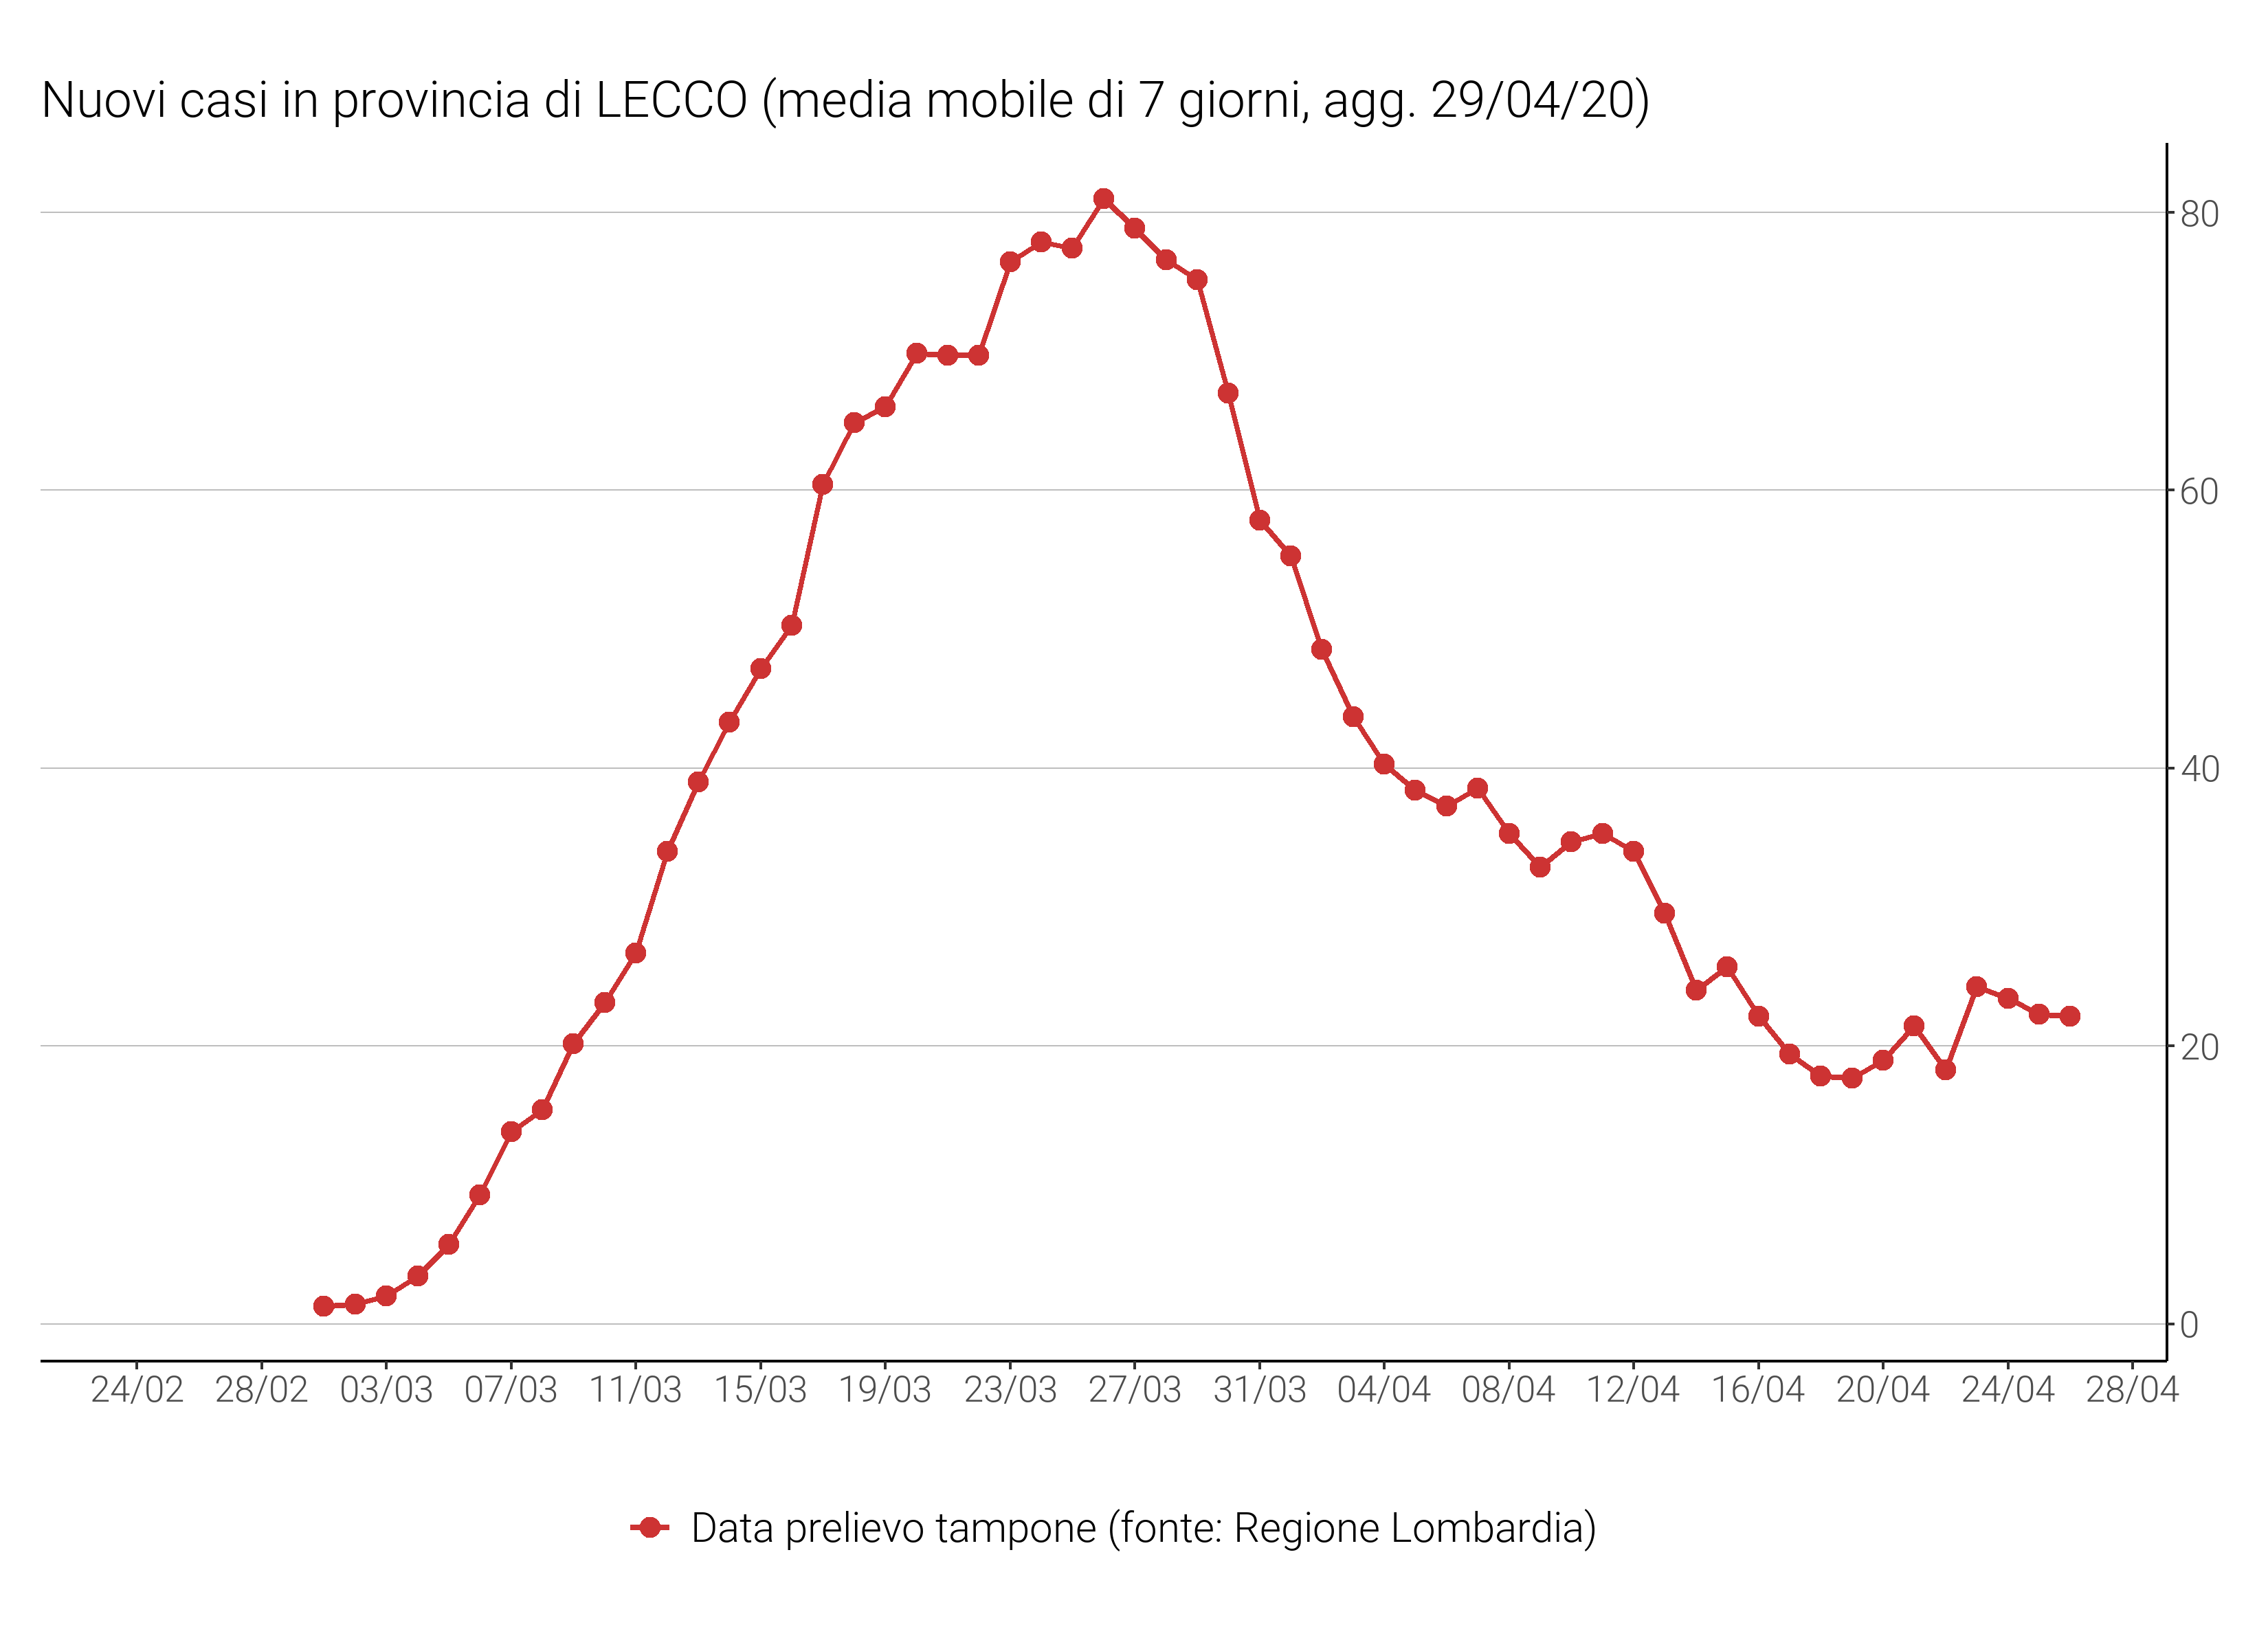 Nuovi casi in provincia di LECCO (media mobile di 7 giorni, agg. 29/04/20)
80
60
40
20
0
24/02 28/02 03/03 07/03 11/03 15/03 19/03 23/03 27/03 31/03 04/04 08/04 12/04 16/04 20/04 24/04 28/04
Data prelievo tampone (fonte: Regione Lombardia)